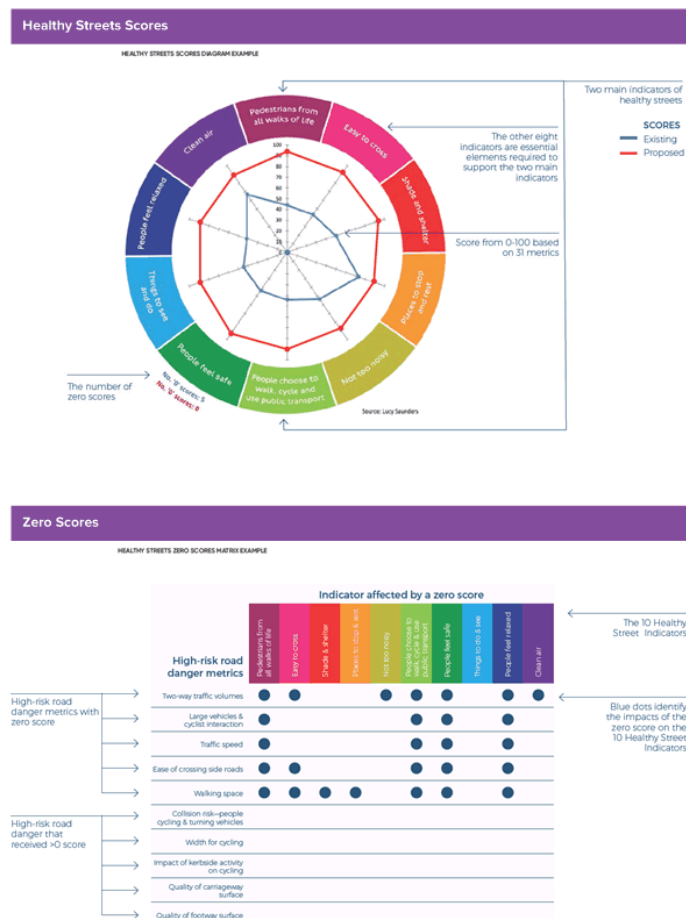 Healthy Streets Scores
HEALTHY STREETS SCORES DIAGRAM EXAMPLE
Two main indicators of
healthy streets
SCORES
Existing
Proposed
The other eight
indicators are essential
elements required to
support the two main
indicators
Score from 0-100 based
on 31 metrics
Pedestrians from
all walks of life
Easy to cross
Shade and shelter
Places to stop
and rest
Not too noisy
People choose to
walk, cycle and
use public transport
People feel safe
Things to see
and do
People feel relaxed
Clean air
100
90
80
70
60
50
40
30
20
10
0
The number of
zero scores
No. '0' scores: 5
No. '0' scores: 0
Source: Lucy Saunders
Zero Scores
HEALTHY STREETS ZERO SCORES MATRIX EXAMPLE
Indicator affected by a zero score
High-risk road
danger metrics
Pedestrians from
all walks of life
Easy to cross
Shade & shelter
Places to stop & rest
Not too noisy
People choose to
walk, cycle & use
public transport
People feel safe
Things to do & see
People feel relaxed
Clean air
The 10 Healthy
Street Indicators
High-risk road
danger metrics with
zero score
Two-way traffic volumes
Large vehicles &
cyclist interaction
Traffic speed
Ease of crossing side roads
Walking space
Blue dots identify
the impacts of the
zero score on the
10 Healthy Street
Indicators
High-risk road
danger that
received >0 score
Collision risk—people
cycling & turning vehicles
Width for cycling
Impact of kerbside activity
on cycling
Quality of carriageway
surface
Quality of footway surface